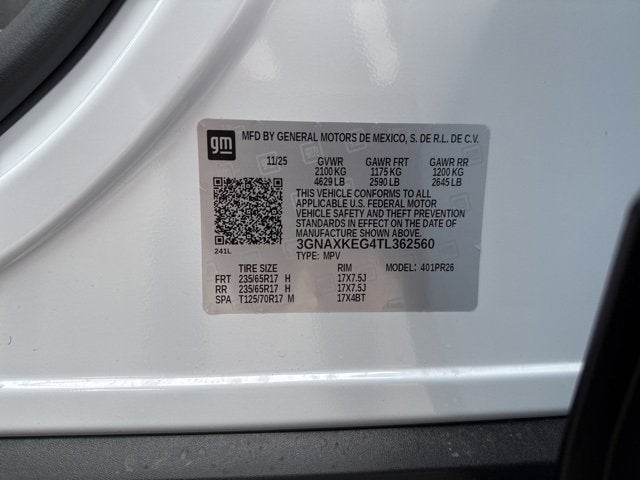 gm MFD BY GENERAL MOTORS DE MEXICO, S. DE R.L. DE C.V.
11/25 GVWR GAWR FRT GAWR RR
2100 KG 1175 KG 1200 KG
4629 LB 2590 LB 2645 LB
THIS VEHICLE CONFORMS TO ALL
APPLICABLE U.S. FEDERAL MOTOR
VEHICLE SAFETY AND THEFT PREVENTION
STANDARDS IN EFFECT ON THE DATE OF
MANUFACTURE SHOWN ABOVE.
241L 3GNAXKEG4TL362560
TYPE: MPV
TIRE SIZE RIM MODEL: 401PR26
FRT 235/65R17 H 17X7.5J
RR 235/65R17 H 17X7.5J
SPA T125/70R17 M 17X4BT